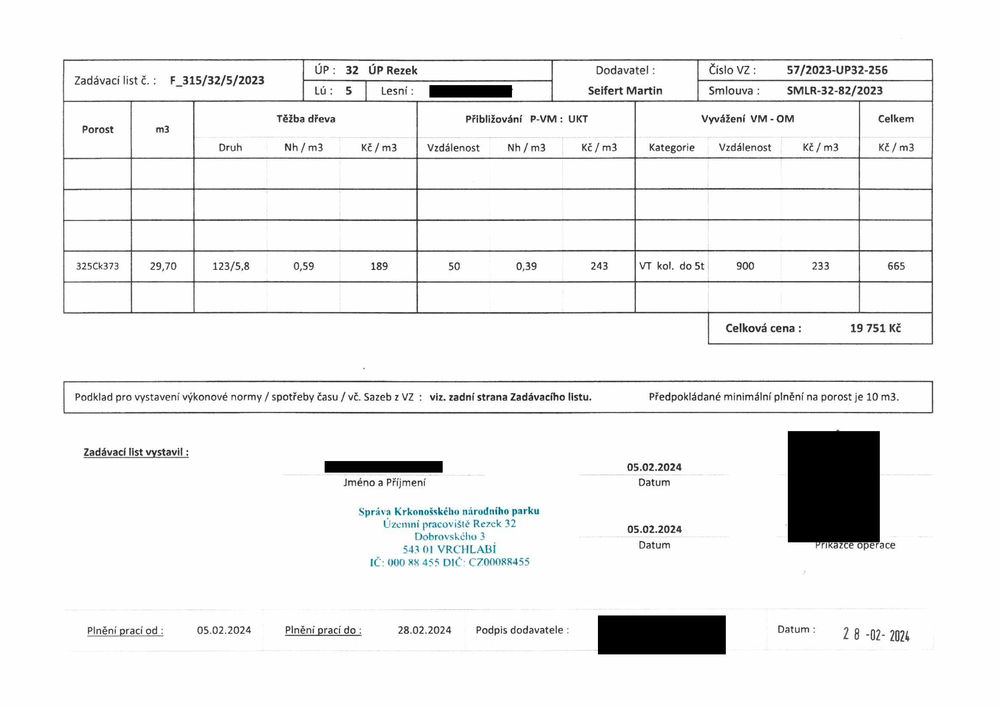 Zadávací list č. : F_315/32/5/2023
ÚP : 32 ÚP Rezek
Lú : 5 Lesní :
Dodavatel :
Seifert Martin
Číslo VZ : 57/2023-UP32-256
Smlouva : SMLR-32-82/2023
Porost m3 Těžba dřeva Přibližování P-VM : UKT Vyvážení VM - OM Celkem
Druh Nh / m3 Kč / m3 Vzdálenost Nh / m3 Kč / m3 Kategorie Vzdálenost Kč / m3 Kč / m3
325Ck373 29,70 123/5,8 0,59 189 50 0,39 243 VT kol. do 5t 900 233 665
Celková cena : 19 751 Kč
Podklad pro vystavení výkonové normy / spotřeby času / vč. Sazeb z VZ : viz. zadní strana Zadávacího listu. Předpokládané minimální plnění na porost je 10 m3.
Zadávací list vystavil :
05.02.2024
Jméno a Příjmení Datum
Správa Krkonošského národního parku
Územní pracoviště Rezek 32
Dobrovského 3
543 01 VRCHLABÍ
IČ: 000 88 455 DIČ: CZ00088455
05.02.2024
Datum Příkazce operace
Plnění prací od : 05.02.2024 Plnění prací do : 28.02.2024 Podpis dodavatele : Datum : 28 -02- 2024